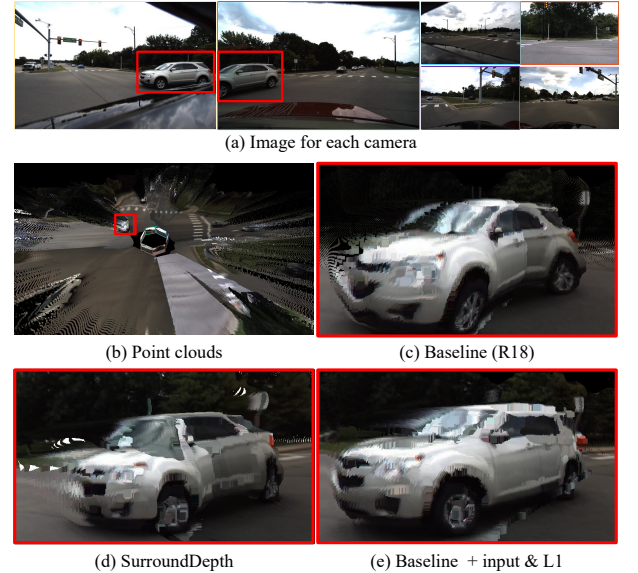 (a) Image for each camera
(b) Point clouds
(c) Baseline (R18)
(d) SurroundDepth
(e) Baseline + input & L1